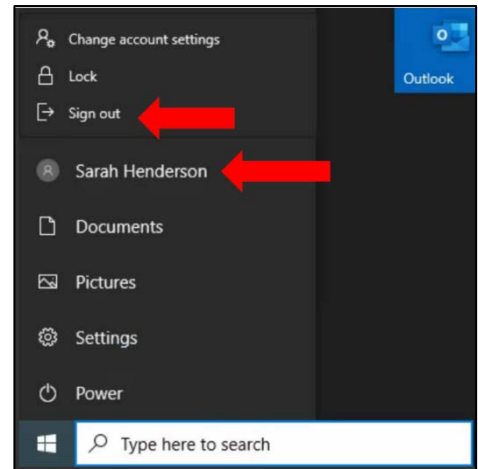 Change account settings
Lock
Outlook
Sign out
Sarah Henderson
Documents
Pictures
Settings
Power
Type here to search